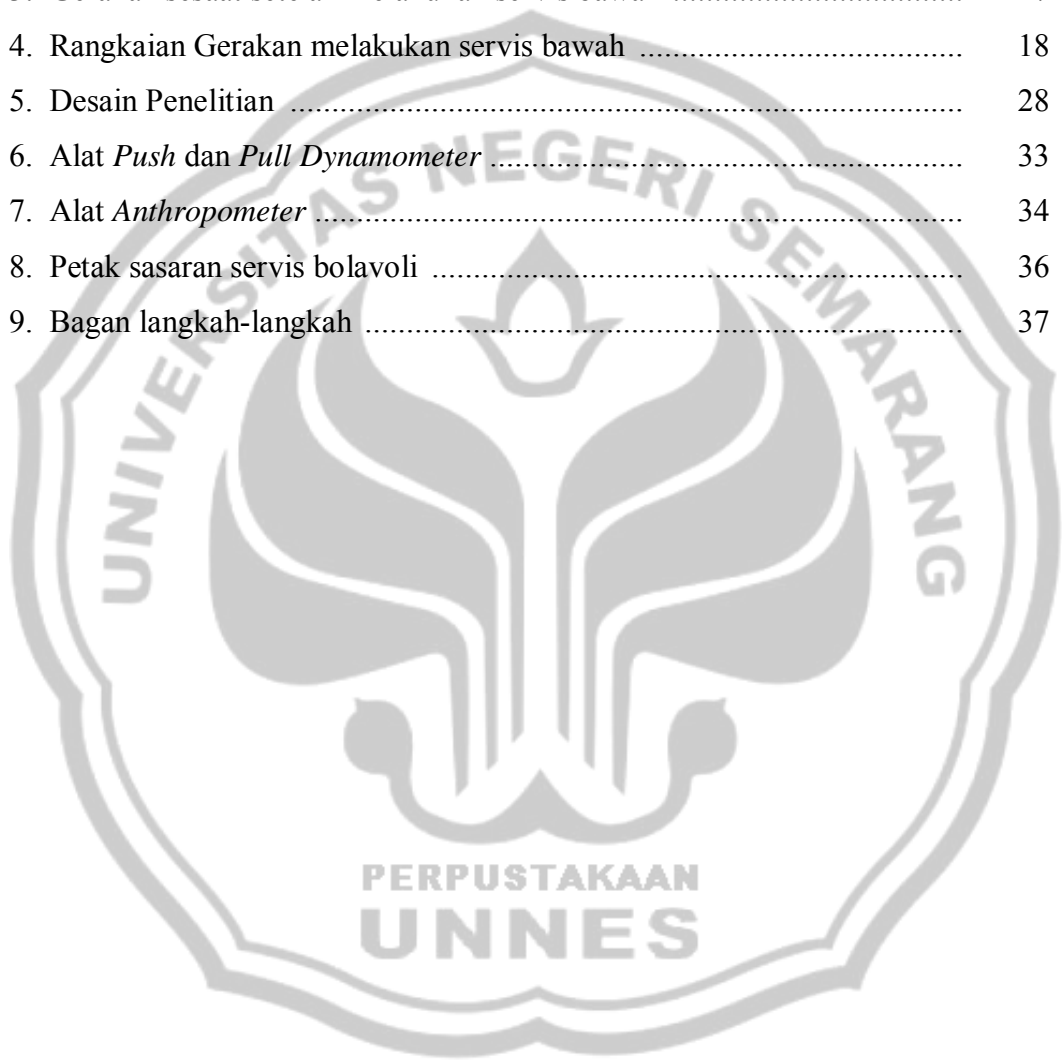 4. Rangkaian Gerakan melakukan servis bawah ................................ 18
5. Desain Penelitian ........................................................................ 28
6. Alat Push dan Pull Dynamometer .................................................. 33
7. Alat Anthropometer ..................................................................... 34
8. Petak sasaran servis bolavoli ........................................................ 36
9. Bagan langkah-langkah ................................................................ 37
UNIVERSITAS NEGERI SEMARANG
PERPUSTAKAAN
UNNES